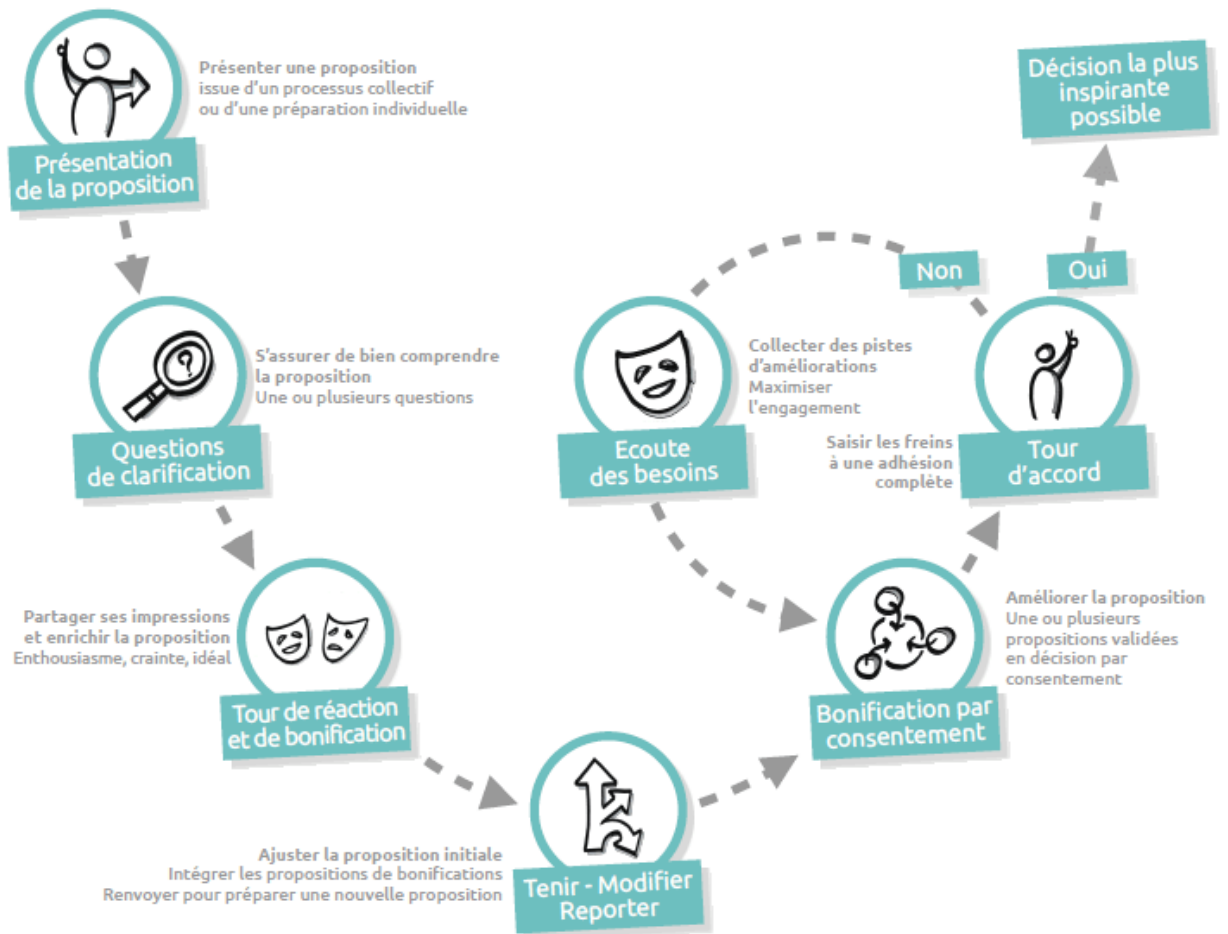 Présenter une proposition
issue d'un processus collectif
ou d'une préparation individuelle
Présentation
de la proposition
S'assurer de bien comprendre
la proposition
Une ou plusieurs questions
?
Questions
de clarification
Partager ses impressions
et enrichir la proposition
Enthousiasme, crainte, idéal
Tour de réaction
et de bonification
Ajuster la proposition initiale
Intégrer les propositions de bonifications
Renvoyer pour préparer une nouvelle proposition
Tenir - Modifier
Reporter
Améliorer la proposition
Une ou plusieurs
propositions validées
en décision par
consentement
Bonification par
consentement
Saisir les freins
à une adhésion
complète
Tour
d'accord
Non
Collecter des pistes
d'améliorations
Maximiser
l'engagement
Ecoute
des besoins
Oui
Décision la plus
inspirante
possible